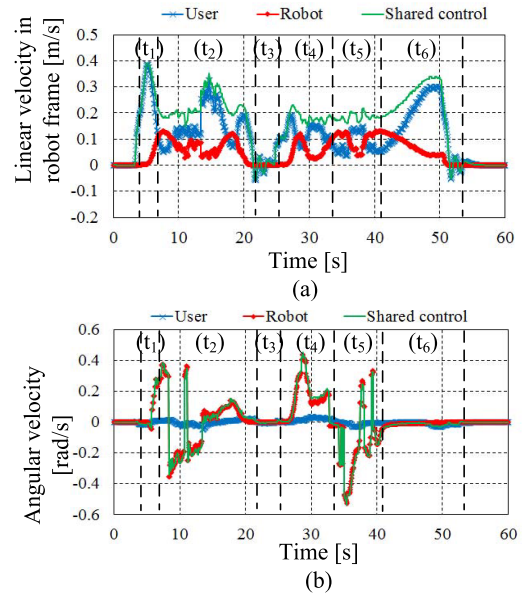 (a)
User Robot Shared control
(t1) (t2) (t3) (t4) (t5) (t6)
Linear velocity in
robot frame [m/s]
0.5
0.4
0.3
0.2
0.1
0
-0.1
-0.2
0 10 20 30 40 50 60
Time [s]
(a)
User Robot Shared control
(t1) (t2) (t3) (t4) (t5) (t6)
Angular velocity
[rad/s]
0.6
0.4
0.2
0
-0.2
-0.4
-0.6
0 10 20 30 40 50 60
Time [s]
(b)